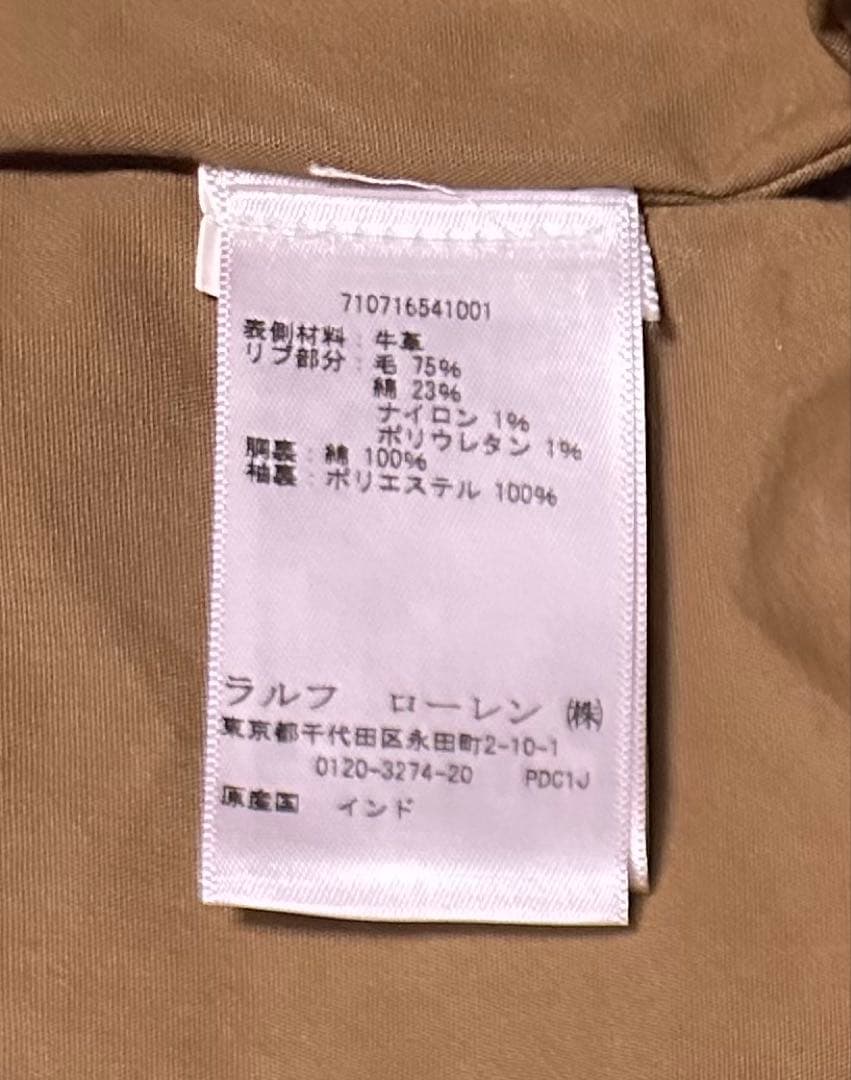 710716541001
表側材料：牛革
リブ部分：毛 75%
綿 23%
ナイロン 1%
ポリウレタン 1%
胴裏：綿 100%
袖裏：ポリエステル 100%
ラルフ　ローレン ㈱
東京都千代田区永田町2-10-1
0120-3274-20　PDC1J
原産国　インド